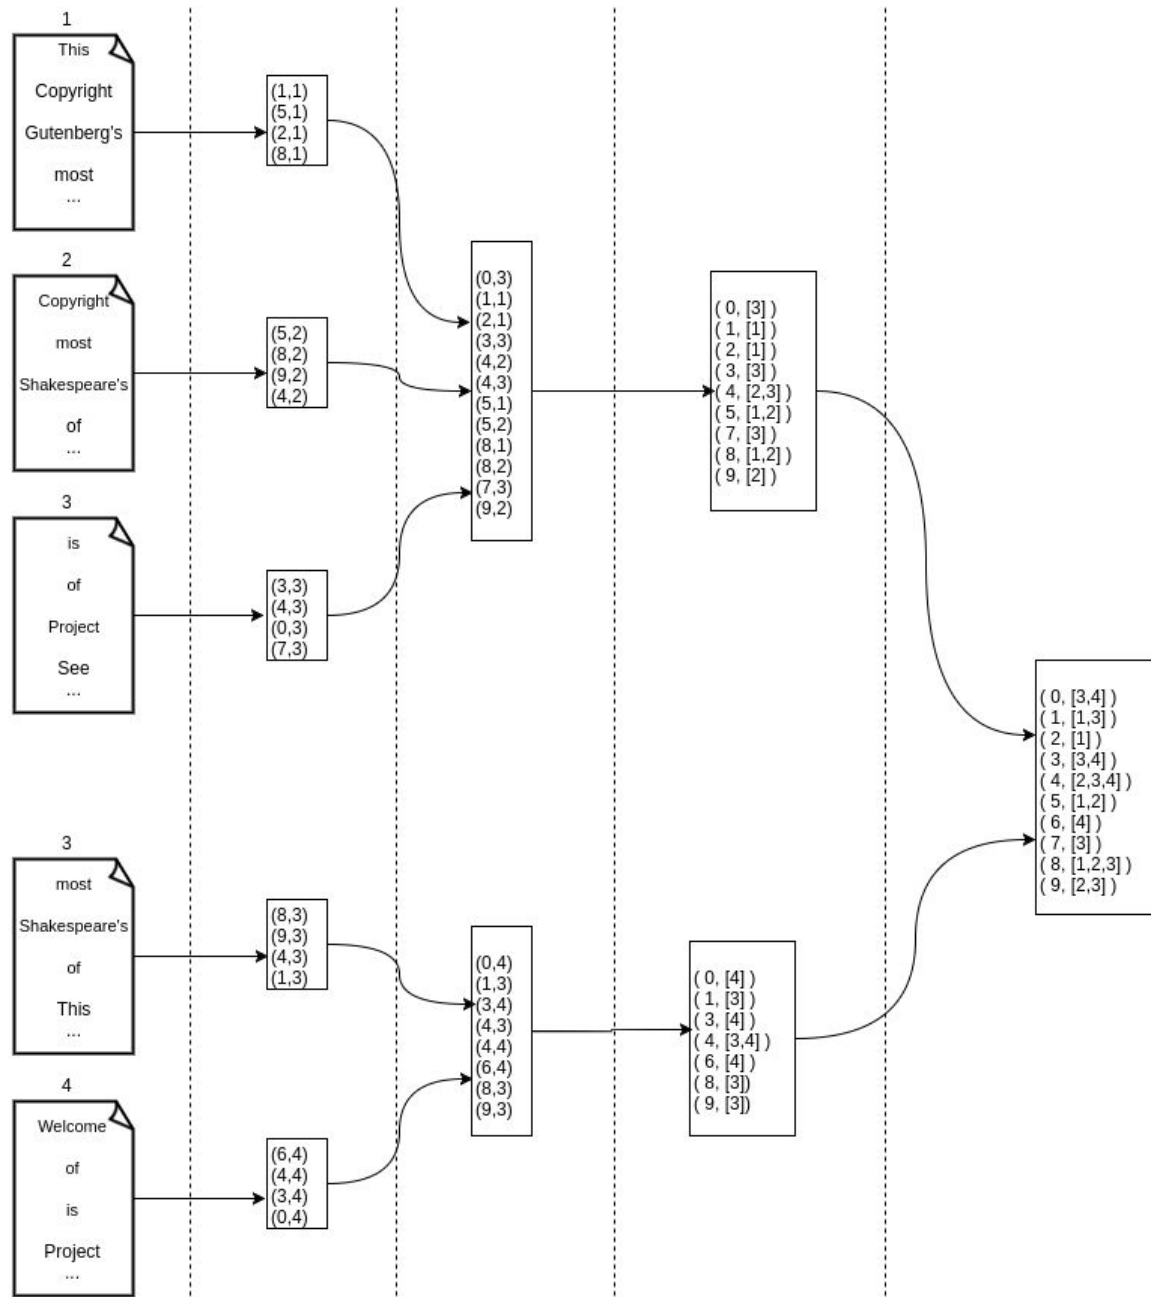 1
This
Copyright
Gutenberg's
most
...
2
Copyright
most
Shakespeare's
of
...
3
is
of
Project
See
...
3
most
Shakespeare's
of
This
...
4
Welcome
of
is
Project
...
(1,1)
(5,1)
(2,1)
(8,1)
(5,2)
(8,2)
(9,2)
(4,2)
(3,3)
(4,3)
(0,3)
(7,3)
(8,3)
(9,3)
(4,3)
(1,3)
(6,4)
(4,4)
(3,4)
(0,4)
(0,3)
(1,1)
(2,1)
(3,3)
(4,2)
(4,3)
(5,1)
(5,2)
(8,1)
(8,2)
(7,3)
(9,2)
(0,4)
(1,3)
(3,4)
(4,3)
(4,4)
(6,4)
(8,3)
(9,3)
( 0, [3] )
( 1, [1] )
( 2, [1] )
( 3, [3] )
( 4, [2,3] )
( 5, [1,2] )
( 7, [3] )
( 8, [1,2] )
( 9, [2] )
( 0, [4] )
( 1, [3] )
( 3, [4] )
( 4, [3,4] )
( 6, [4] )
( 8, [3])
( 9, [3])
( 0, [3,4] )
( 1, [1,3] )
( 2, [1] )
( 3, [3,4] )
( 4, [2,3,4] )
( 5, [1,2] )
( 6, [4] )
( 7, [3] )
( 8, [1,2,3] )
( 9, [2,3] )